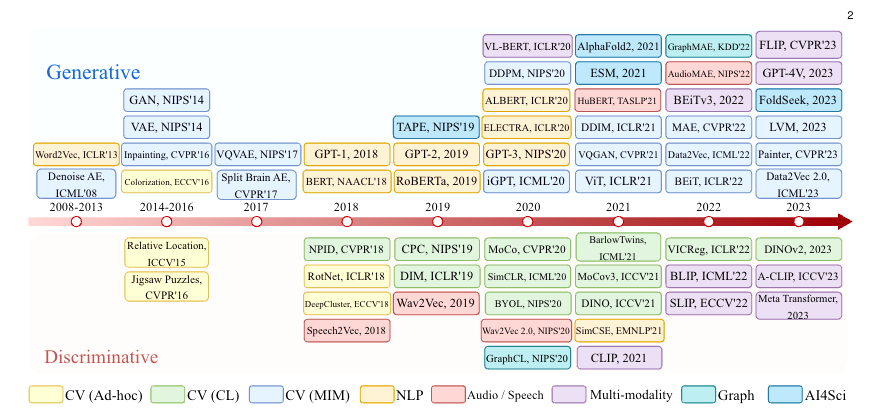 2
Generative
VL-BERT, ICLR'20
AlphaFold2, 2021
GraphMAE, KDD'22
FLIP, CVPR'23
DDPM, NIPS'20
ESM, 2021
AudioMAE, NIPS'22
GPT-4V, 2023
GAN, NIPS'14
ALBERT, ICLR'20
HuBERT, TASLP'21
BEiTv3, 2022
FoldSeek, 2023
VAE, NIPS'14
TAPE, NIPS'19
ELECTRA, ICLR'20
DDIM, ICLR'21
MAE, CVPR'22
LVM, 2023
Word2Vec, ICLR'13
Inpainting, CVPR'16
VQVAE, NIPS'17
GPT-1, 2018
GPT-2, 2019
GPT-3, NIPS'20
VQGAN, CVPR'21
Data2Vec, ICML'22
Painter, CVPR'23
Denoise AE,
ICML'08
Colorization, ECCV'16
Split Brain AE,
CVPR'17
BERT, NAACL'18
RoBERTa, 2019
iGPT, ICML'20
ViT, ICLR'21
BEiT, ICLR'22
Data2Vec 2.0,
ICML'23
2008-2013
2014-2016
2017
2018
2019
2020
2021
2022
2023
Relative Location,
ICCV'15
NPID, CVPR'18
CPC, NIPS'19
MoCo, CVPR'20
BarlowTwins,
ICML'21
VICReg, ICLR'22
DINOv2, 2023
Jigsaw Puzzles,
CVPR'16
RotNet, ICLR'18
DIM, ICLR'19
SimCLR, ICML'20
MoCov3, ICCV'21
BLIP, ICML'22
A-CLIP, ICCV'23
DeepCluster, ECCV'18
Wav2Vec, 2019
BYOL, NIPS'20
DINO, ICCV'21
SLIP, ECCV'22
Meta Transformer,
2023
Speech2Vec, 2018
Wav2Vec 2.0, NIPS'20
SimCSE, EMNLP'21
Discriminative
GraphCL, NIPS'20
CLIP, 2021
CV (Ad-hoc)
CV (CL)
CV (MIM)
NLP
Audio / Speech
Multi-modality
Graph
AI4Sci